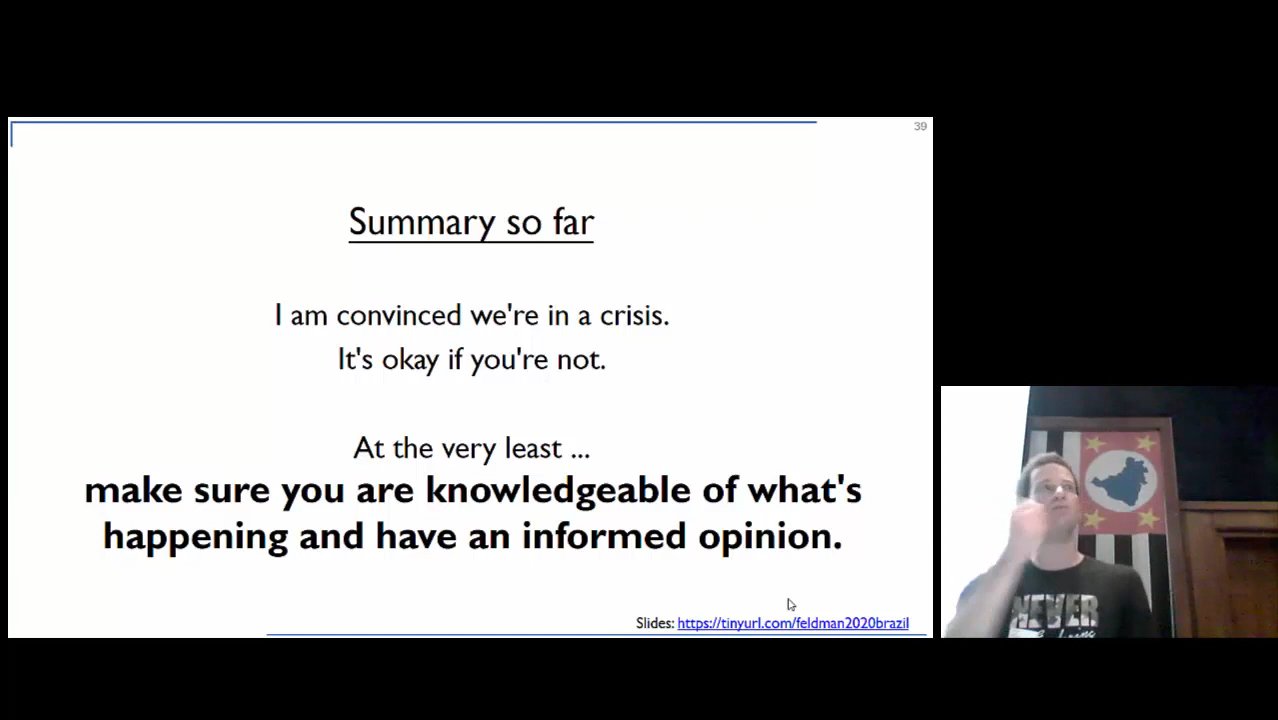 39
Summary so far
I am convinced we're in a crisis.
It's okay if you're not.
At the very least ...
make sure you are knowledgeable of what's
happening and have an informed opinion.
Slides: https://tinyurl.com/feldman2020brazil
NEVER